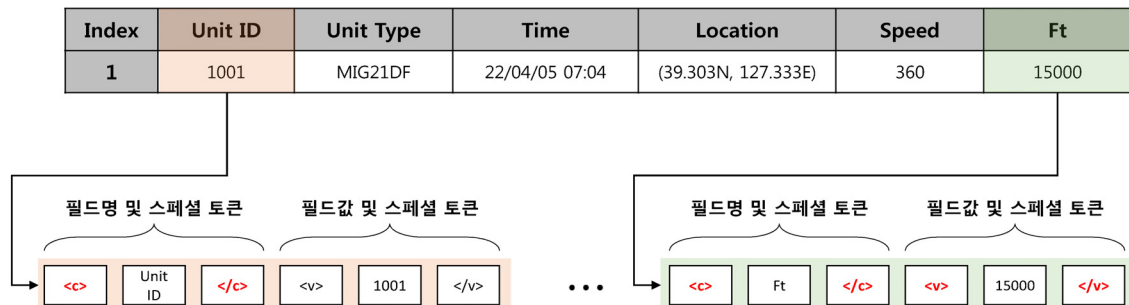 Index Unit ID Unit Type Time Location Speed Ft
1 1001 MIG21DF 22/04/05 07:04 (39.303N, 127.333E) 360 15000
필드명 및 스페셜 토큰 필드값 및 스페셜 토큰 필드명 및 스페셜 토큰 필드값 및 스페셜 토큰
<c> Unit ID </c> <v> 1001 </v> ••• <c> Ft </c> <v> 15000 </v>